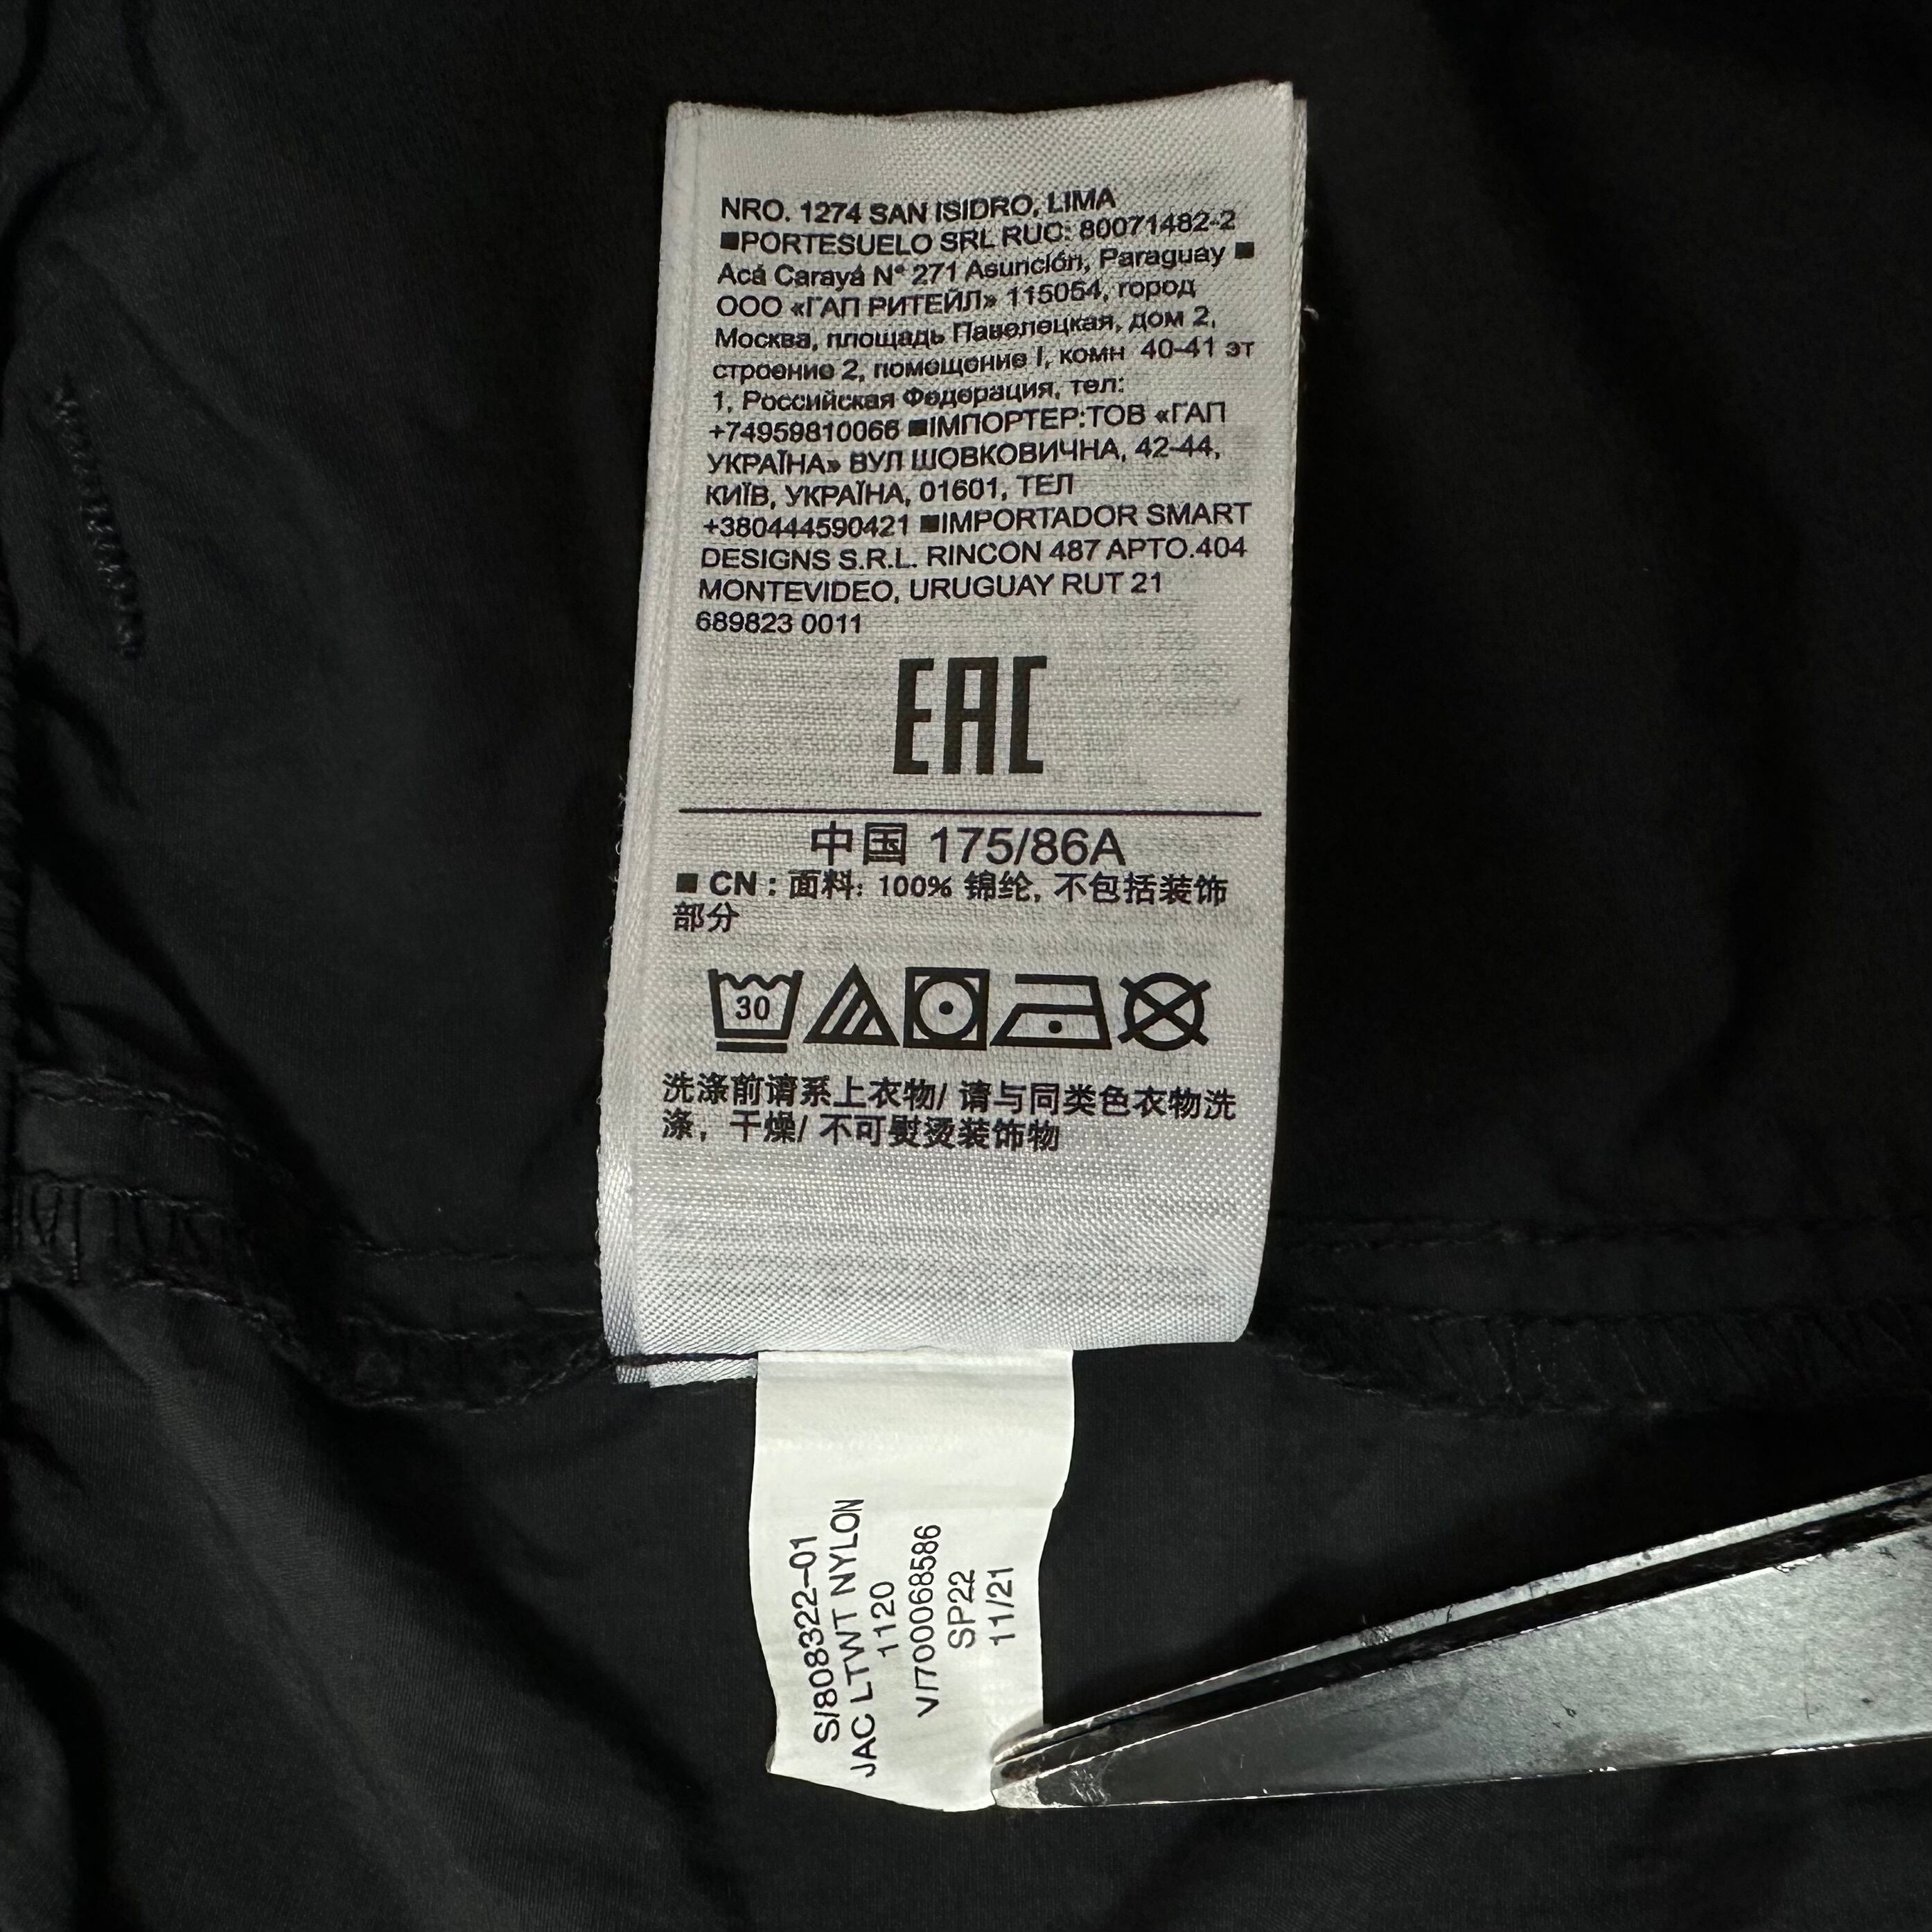 NRO. 1274 SAN ISIDRO, LIMA
■PORTESUELO SRL RUC: 80071482-2
Acá Carayá N° 271 Asunción, Paraguay ■
ООО «ГАП РИТЕЙЛ» 115054, город
Москва, площадь Павелецкая, дом 2,
строение 2, помещение I, комн 40-41 эт
1, Российская Федерация, тел:
+74959810066 ■ІМПОРТЕР:ТОВ «ГАП
УКРАЇНА» ВУЛ ШОВКОВИЧНА, 42-44,
КИЇВ, УКРАЇНА, 01601, ТЕЛ
+380444590421 ■IMPORTADOR SMART
DESIGNS S.R.L. RINCON 487 APTO.404
MONTEVIDEO, URUGUAY RUT 21
689823 0011
EAC
中国 175/86A
■ CN : 面料: 100% 锦纶, 不包括装饰
部分
30
洗涤前请系上衣物/ 请与同类色衣物洗
涤，干燥/ 不可熨烫装饰物
S/808322-01
JAC LTWT NYLON
1120
V/700068586
SP22
11/21